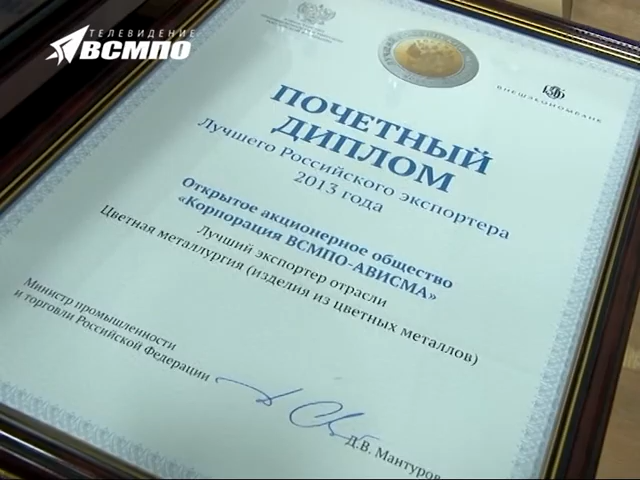 ТЕЛЕВИДЕНИЕ
ВСМПО
ВНЕШЭКОНОМБАНК
ПОЧЕТНЫЙ
ДИПЛОМ
Лучшего Российского экспортера
2013 года
Открытое акционерное общество
«Корпорация ВСМПО-АВИСМА»
Лучший экспортер отрасли
Цветная металлургия (изделия из цветных металлов)
Министр промышленности
и торговли Российской Федерации
Д.В. Мантуров